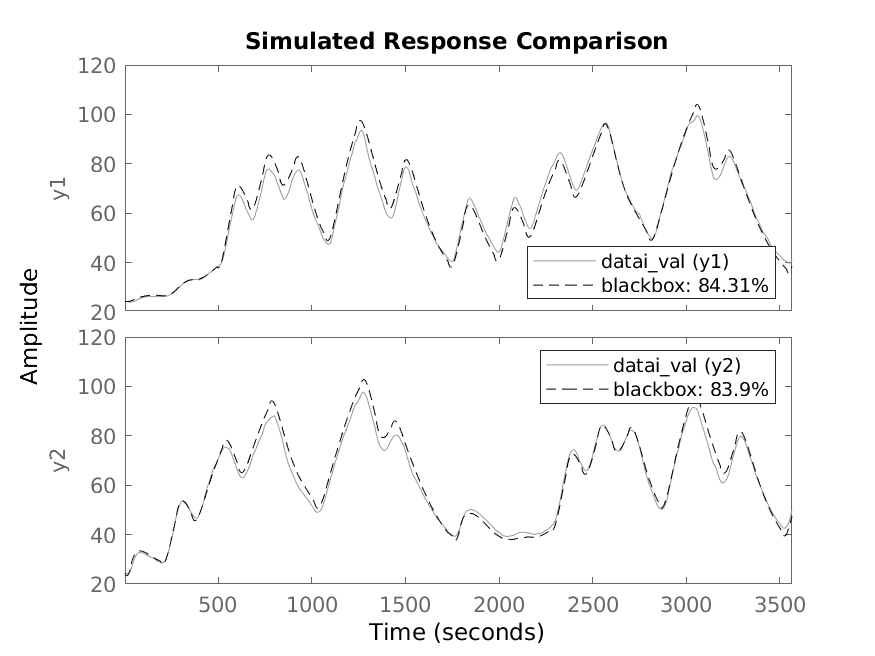 Simulated Response Comparison
120
100
80
60
40
20
y1
datai_val (y1)
blackbox: 84.31%
Amplitude
120
100
80
60
40
20
y2
datai_val (y2)
blackbox: 83.9%
500 1000 1500 2000 2500 3000 3500
Time (seconds)